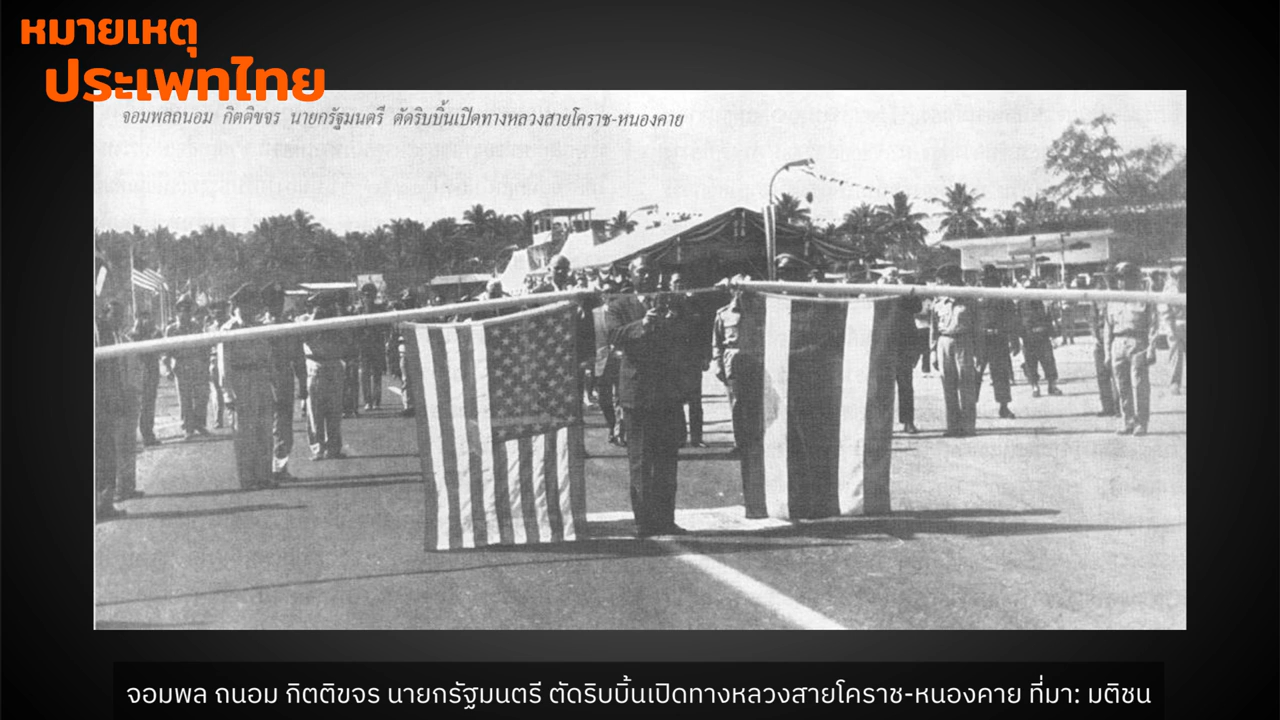 หมายเหตุ
ประเพทไทย
จอมพลถนอม กิตติขจร นายกรัฐมนตรี ตัดริบบิ้นเปิดทางหลวงสายโคราช-หนองคาย
จอมพล ถนอม กิตติขจร นายกรัฐมนตรี ตัดริบบิ้นเปิดทางหลวงสายโคราช-หนองคาย ที่มา: มติชน